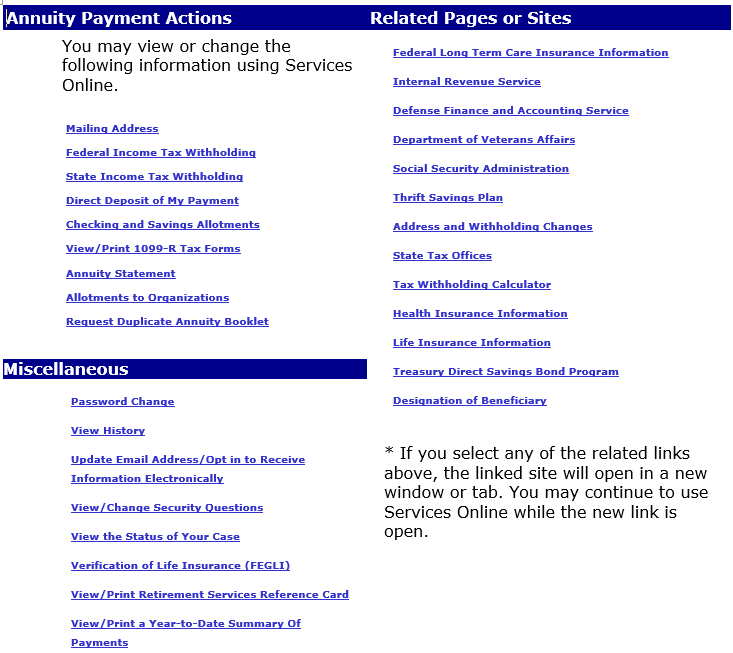 Annuity Payment Actions
You may view or change the
following information using Services
Online.
Mailing Address
Federal Income Tax Withholding
State Income Tax Withholding
Direct Deposit of My Payment
Checking and Savings Allotments
View/Print 1099-R Tax Forms
Annuity Statement
Allotments to Organizations
Request Duplicate Annuity Booklet
Miscellaneous
Password Change
View History
Update Email Address/Opt in to Receive
Information Electronically
View/Change Security Questions
View the Status of Your Case
Verification of Life Insurance (FEGLI)
View/Print Retirement Services Reference Card
View/Print a Year-to-Date Summary Of
Payments
Related Pages or Sites
Federal Long Term Care Insurance Information
Internal Revenue Service
Defense Finance and Accounting Service
Department of Veterans Affairs
Social Security Administration
Thrift Savings Plan
Address and Withholding Changes
State Tax Offices
Tax Withholding Calculator
Health Insurance Information
Life Insurance Information
Treasury Direct Savings Bond Program
Designation of Beneficiary
* If you select any of the related links
above, the linked site will open in a new
window or tab. You may continue to use
Services Online while the new link is
open.